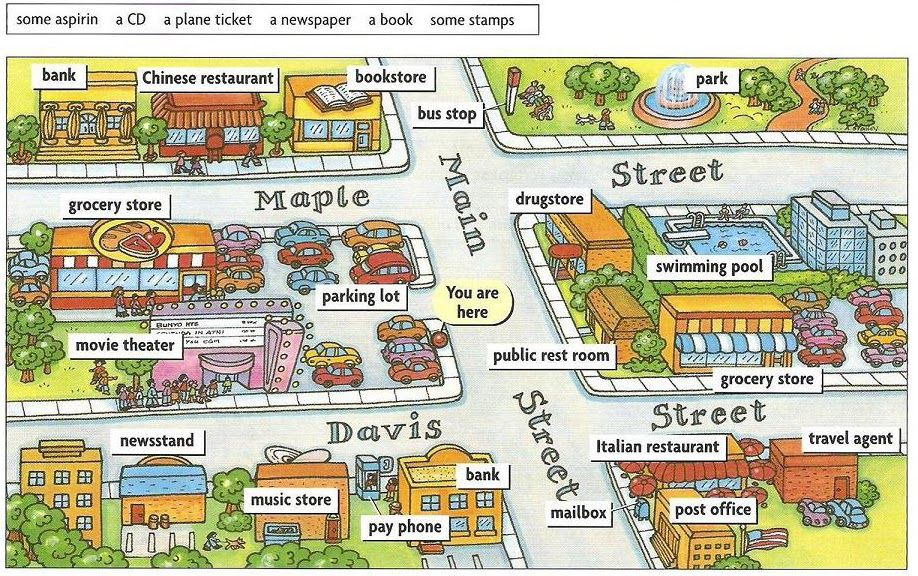 some aspirin a CD a plane ticket a newspaper a book some stamps
bank
Chinese restaurant
bookstore
bus stop
park
Maple
Main
Street
grocery store
drugstore
swimming pool
parking lot
You are
here
movie theater
public rest room
grocery store
Davis
Street
Street
newsstand
music store
pay phone
bank
Italian restaurant
travel agent
mailbox
post office